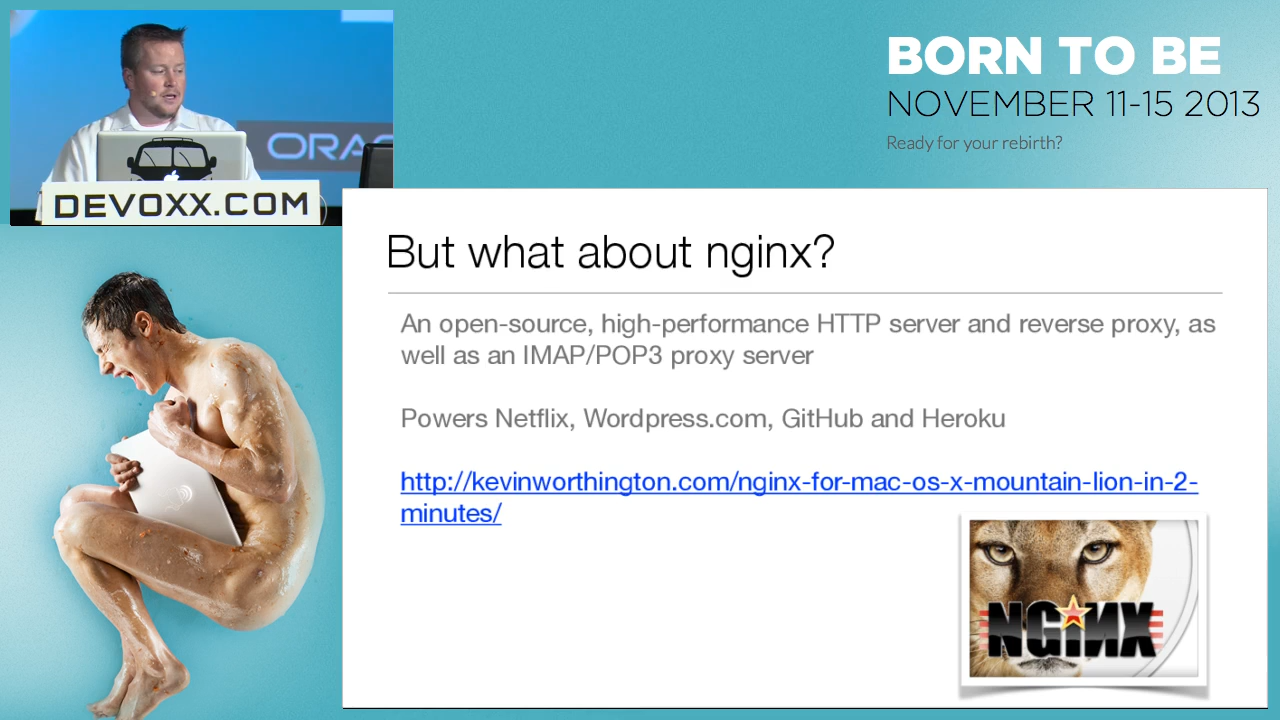 BORN TO BE
NOVEMBER 11-15 2013
Ready for your rebirth?
ORA
DEVOXX.COM
But what about nginx?
An open-source, high-performance HTTP server and reverse proxy, as
well as an IMAP/POP3 proxy server
Powers Netflix, Wordpress.com, GitHub and Heroku
http://kevinworthington.com/nginx-for-mac-os-x-mountain-lion-in-2-
minutes/
NGiNX